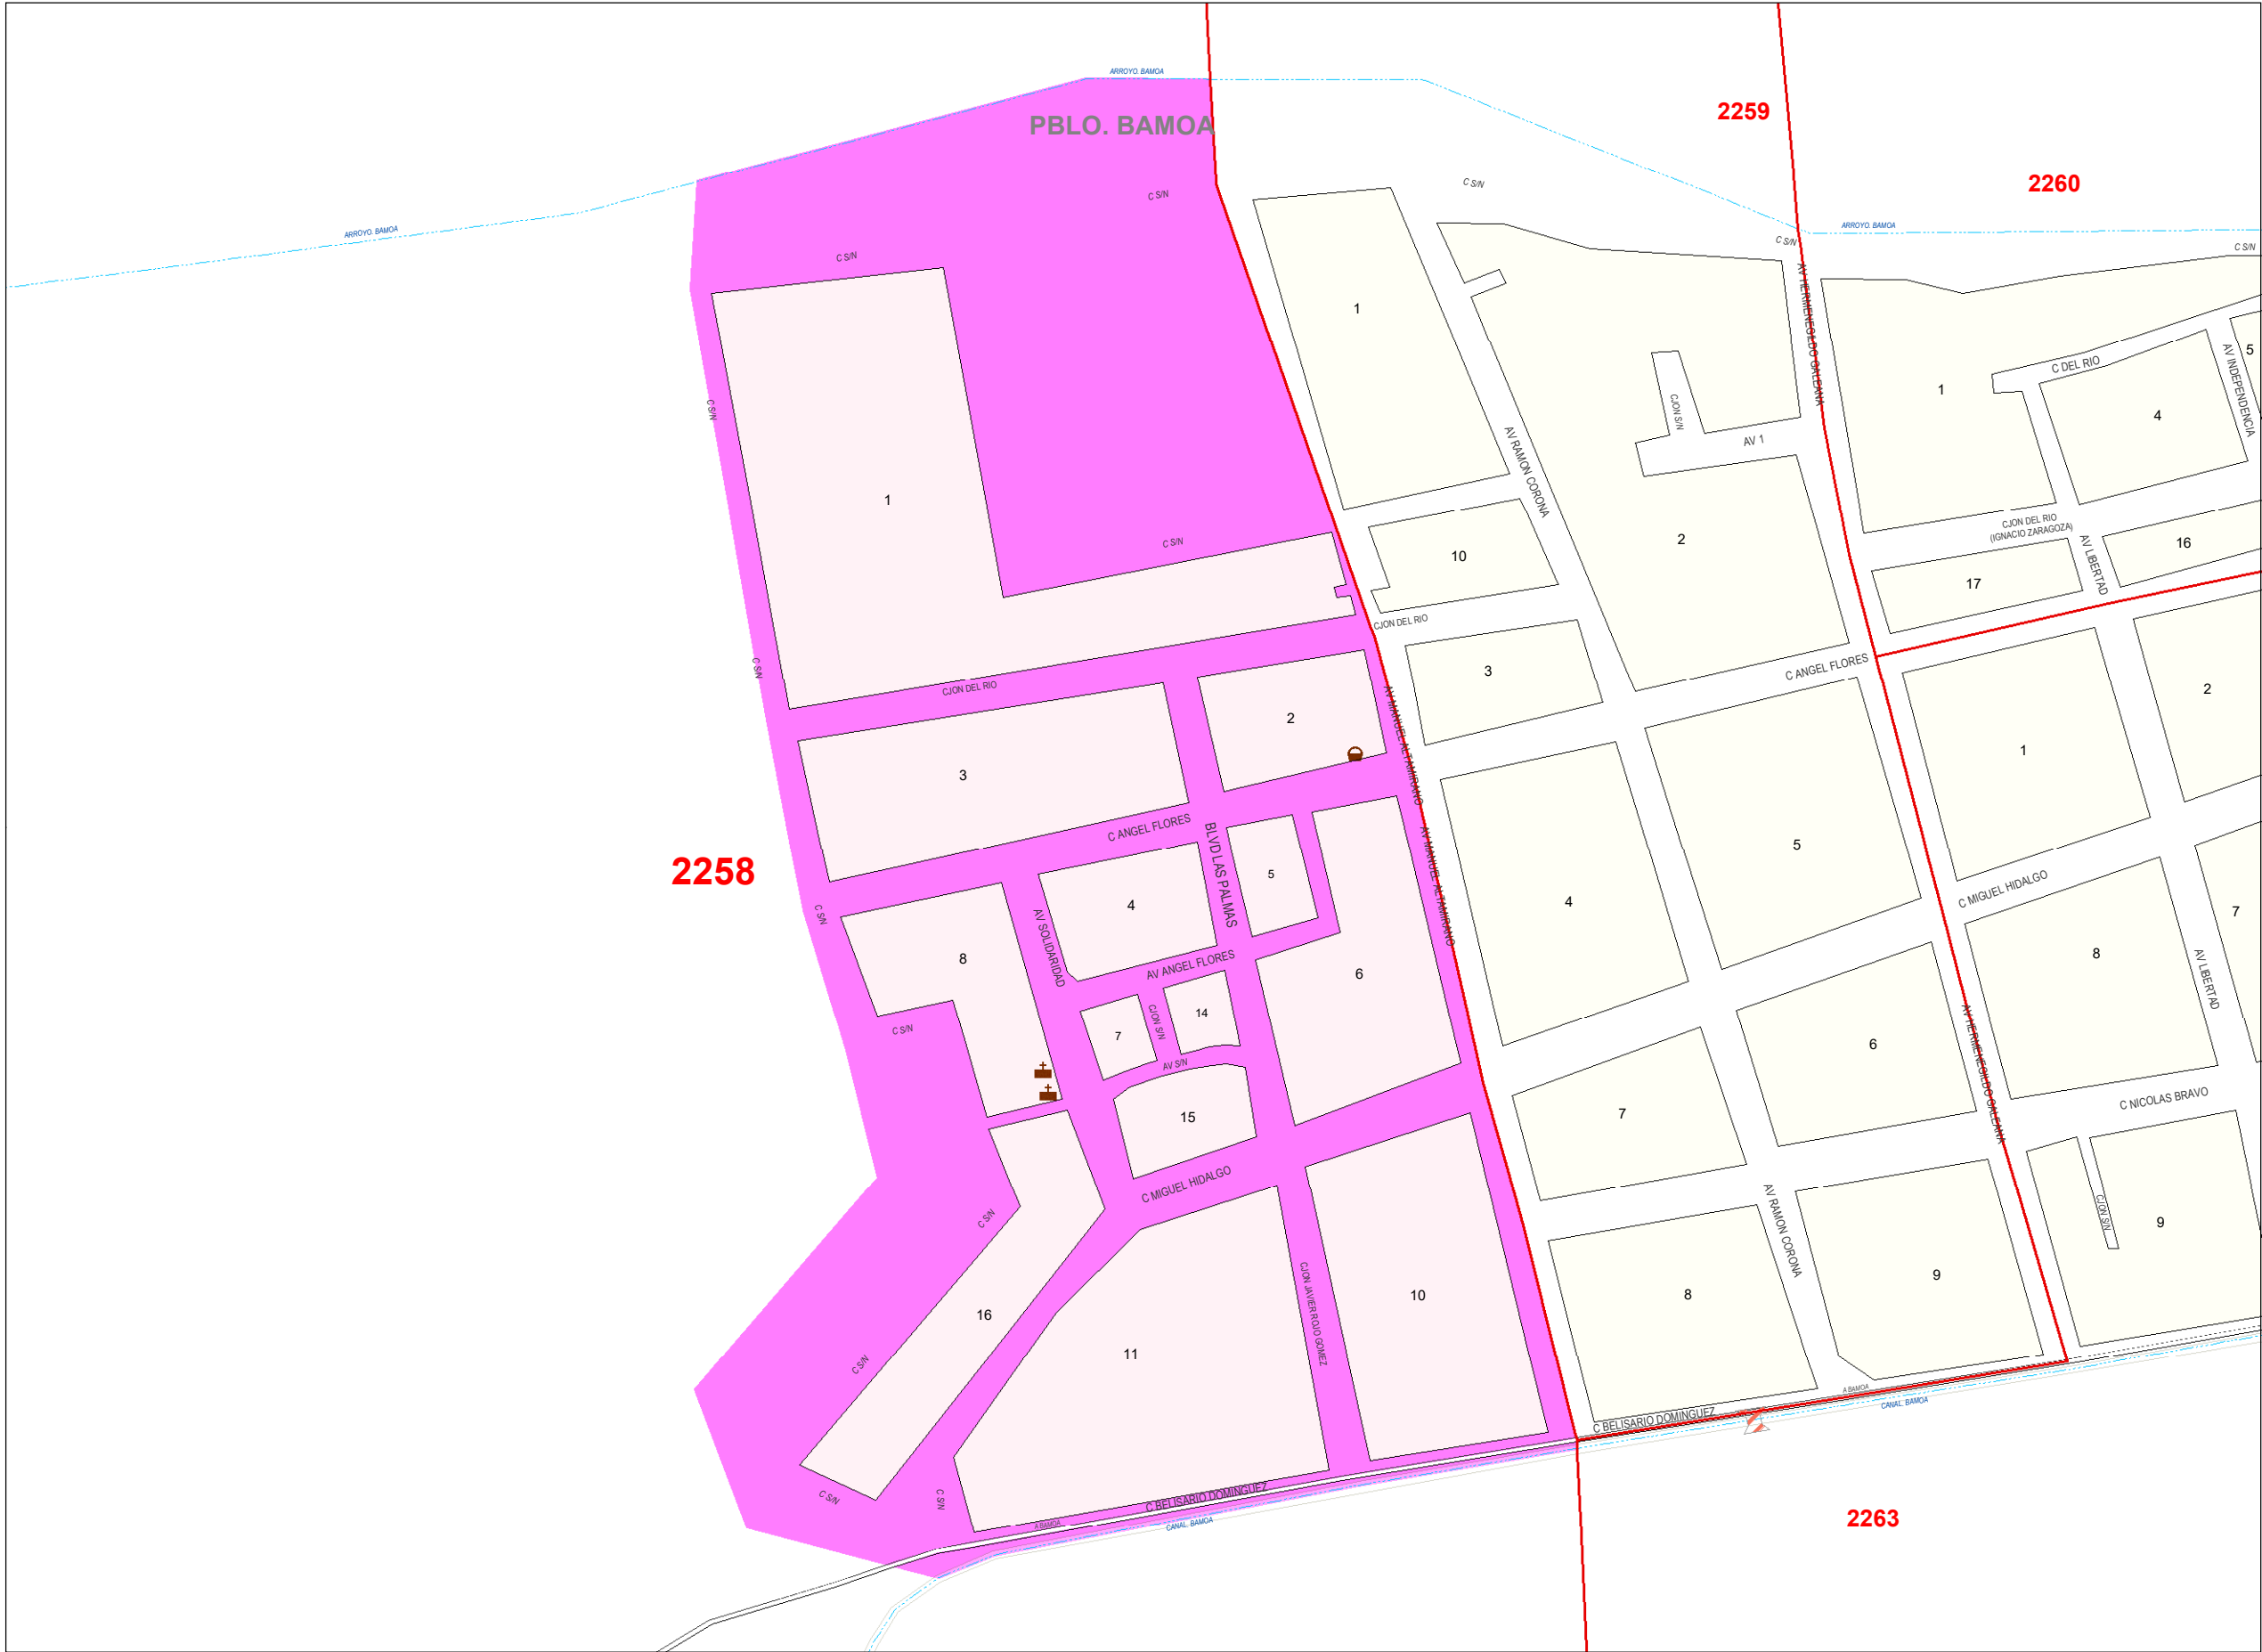 ARROYO. BAMOA
PBLO. BAMOA
2259
2260
C S/N
C S/N
ARROYO. BAMOA
ARROYO. BAMOA
C S/N
C S/N
C S/N
AV HERMENEGILDO GALEANA
1
5
C DEL RIO
AV INDEPENDENCIA
1
4
C S/N
CJON S/N
AV 1
AV RAMON CORONA
1
C S/N
CJON DEL RIO
(IGNACIO ZARAGOZA)
2
16
10
AV LIBERTAD
17
CJON DEL RIO
C S/N
C ANGEL FLORES
3
CJON DEL RIO
2
2
AV MANUEL ALTAMIRANO
1
3
C ANGEL FLORES
BLVD LAS PALMAS
AV MANUEL ALTAMIRANO
5
2258
5
C MIGUEL HIDALGO
4
4
C S/N
7
AV SOLIDARIDAD
8
8
AV ANGEL FLORES
6
AV LIBERTAD
14
CJON S/N
C S/N
7
6
AV HERMENEGILDO GALEANA
AV S/N
C NICOLAS BRAVO
7
15
C MIGUEL HIDALGO
CJON S/N
C S/N
AV RAMON CORONA
9
9
10
8
CJON JAVIER ROJO GOMEZ
16
11
C S/N
A BAMOA
CANAL. BAMOA
C BELISARIO DOMINGUEZ
C S/N
C S/N
C BELISARIO DOMINGUEZ
A BAMOA
CANAL. BAMOA
2263